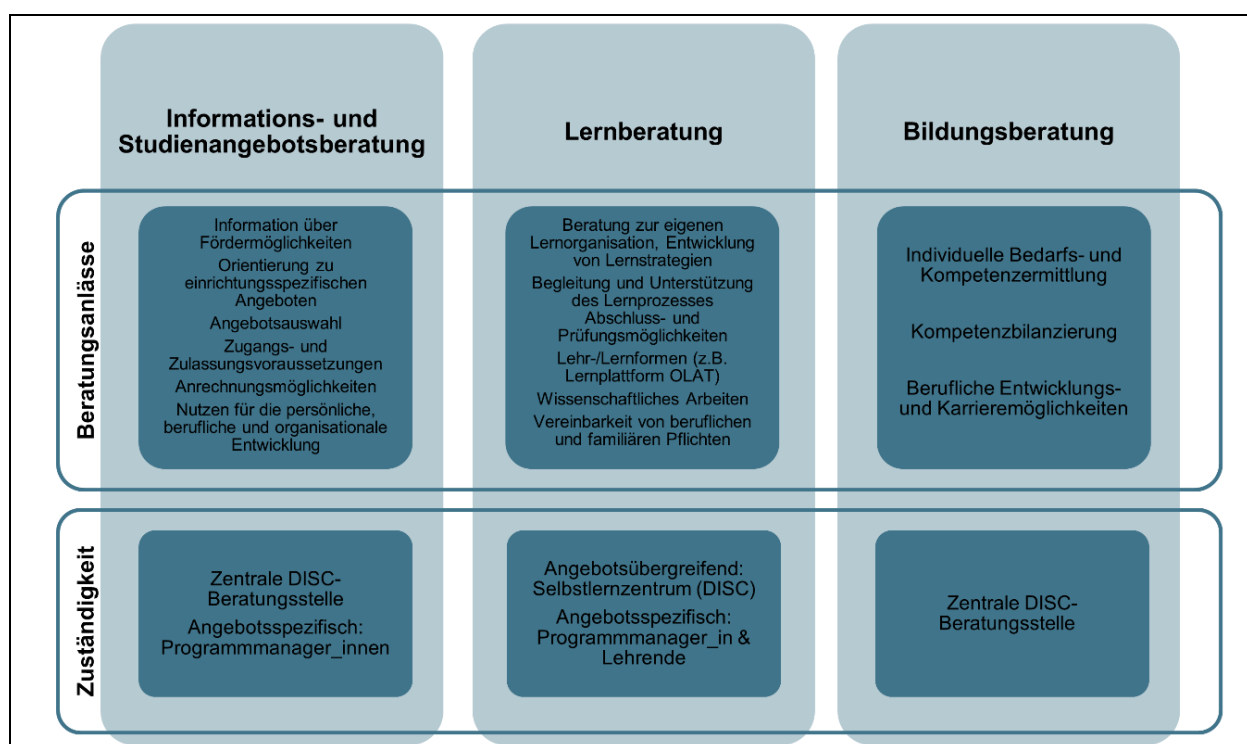 Informations- und
Studienangebotsberatung
Lernberatung
Bildungsberatung
Beratungsanlässe
Information über
Fördermöglichkeiten
Orientierung zu
einrichtungsspezifischen
Angeboten
Angebotsauswahl
Zugangs- und
Zulassungsvoraussetzungen
Anrechnungsmöglichkeiten
Nutzen für die persönliche,
berufliche und organisationale
Entwicklung
Beratung zur eigenen
Lernorganisation, Entwicklung
von Lernstrategien
Begleitung und Unterstützung
des Lernprozesses
Abschluss- und
Prüfungsmöglichkeiten
Lehr-/Lernformen (z.B.
Lernplattform OLAT)
Wissenschaftliches Arbeiten
Vereinbarkeit von beruflichen
und familiären Pflichten
Individuelle Bedarfs- und
Kompetenzermittlung
Kompetenzbilanzierung
Berufliche Entwicklungs-
und Karrieremöglichkeiten
Zuständigkeit
Zentrale DISC-
Beratungsstelle
Angebotsspezifisch:
Programmmanager_innen
Angebotsübergreifend:
Selbstlernzentrum (DISC)
Angebotsspezifisch:
Programmmanager_in &
Lehrende
Zentrale DISC-
Beratungsstelle